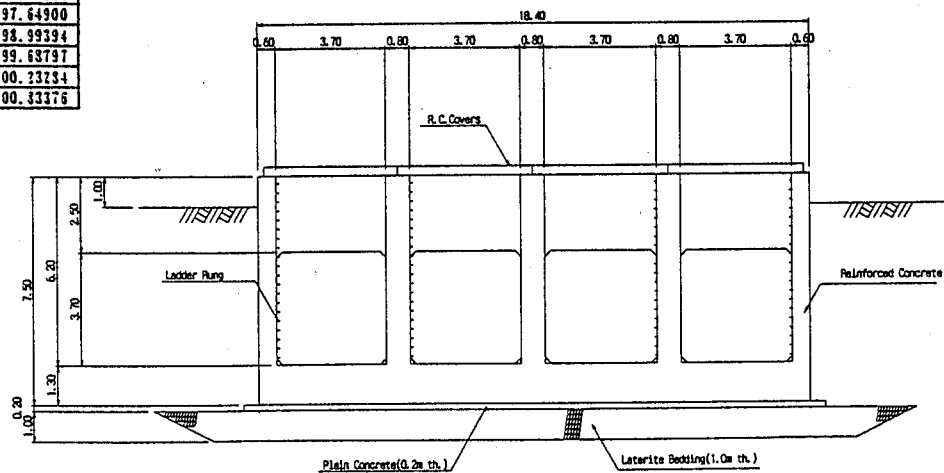 97.64900
98.99394
99.68797
00.23234
00.33376
18.40
0.60 3.70 0.80 3.70 0.80 3.70 0.80 3.70 0.60
R.C.Covers
1.00
2.50
6.20
7.50
3.70
1.30
0.20
1.00
Ladder Rung
Reinforced Concrete
Plain Concrete(0.2m th.)
Laterite Bedding(1.0m th.)